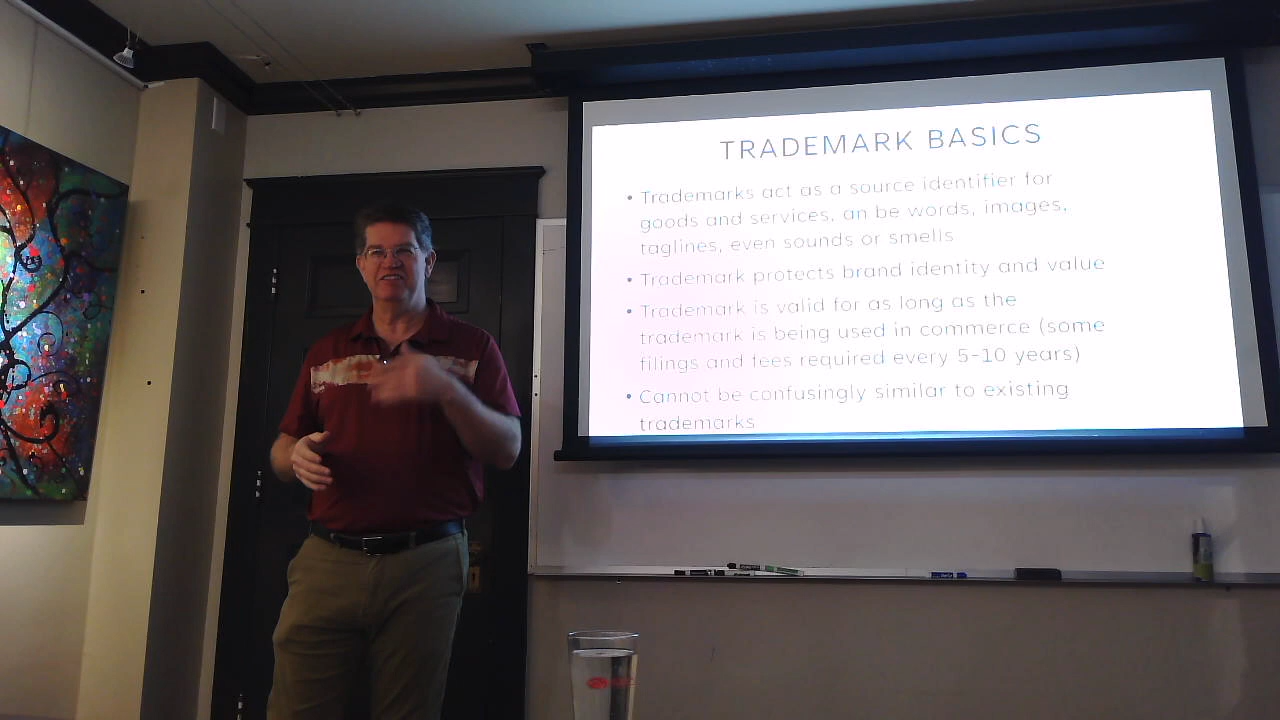 TRADEMARK BASICS
• Trademarks act as a source identifier for
goods and services, an be words, images,
taglines, even sounds or smells
• Trademark protects brand identity and value
• Trademark is valid for as long as the
trademark is being used in commerce (some
filings and fees required every 5-10 years)
• Cannot be confusingly similar to existing
trademarks